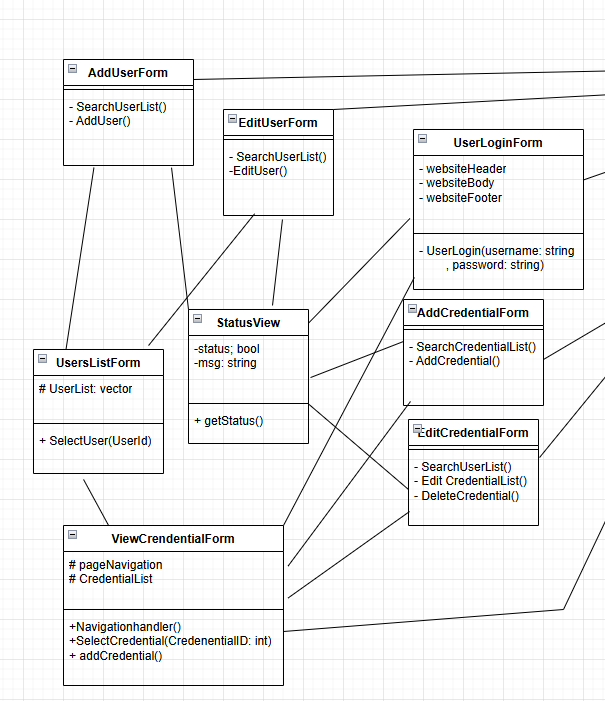 AddUserForm
- SearchUserList()
- AddUser()
EditUserForm
- SearchUserList()
-EditUser()
UserLoginForm
- websiteHeader
- websiteBody
- websiteFooter
- UserLogin(username: string
, password: string)
StatusView
-status; bool
-msg: string
+ getStatus()
AddCredentialForm
- SearchCredentialList()
- AddCredential()
UsersListForm
# UserList: vector
+ SelectUser(UserId)
EditCredentialForm
- SearchUserList()
- Edit CredentialList()
- DeleteCredential()
ViewCrendentialForm
# pageNavigation
# CredentialList
+Navigationhandler()
+SelectCredential(CredenentialID: int)
+ addCredential()